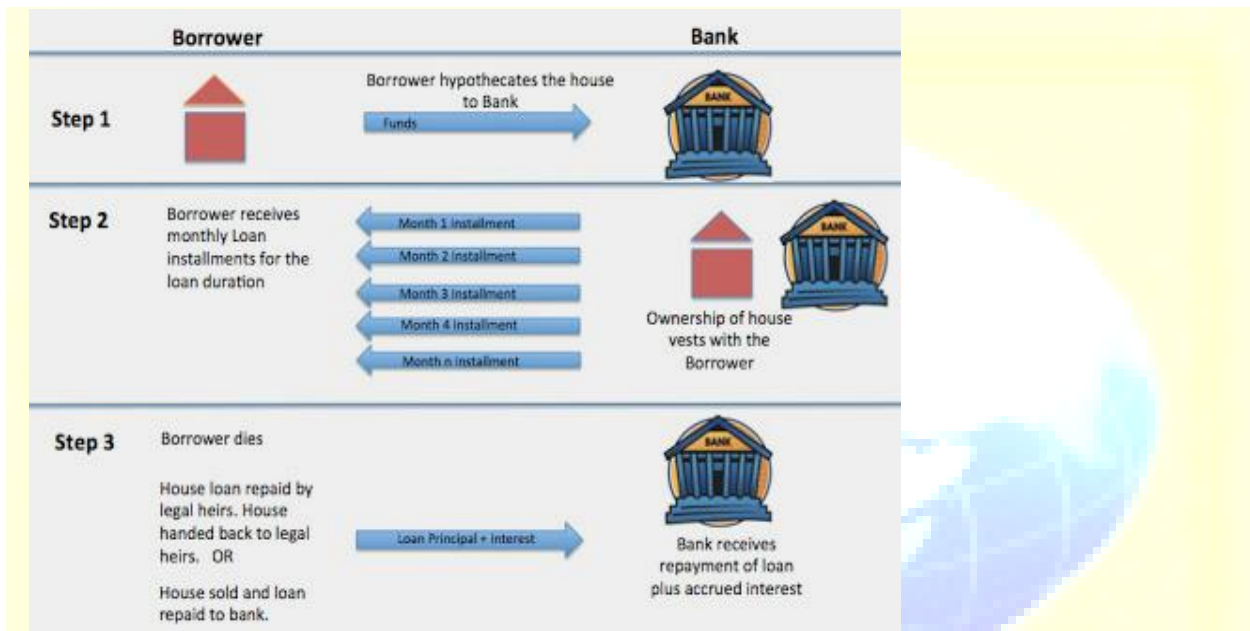 Borrower
Bank
Step 1
Borrower hypothecates the house
to Bank
Funds
BANK
Step 2
Borrower receives
monthly Loan
installments for the
loan duration
Month 1 installment
Month 2 Installment
Month 3 Installment
Month 4 Installment
Month n Installment
BANK
Ownership of house
vests with the
Borrower
Step 3
Borrower dies
House loan repaid by
legal heirs. House
handed back to legal
heirs. OR
House sold and loan
repaid to bank.
Loan Principal + Interest
BANK
Bank receives
repayment of loan
plus accrued interest